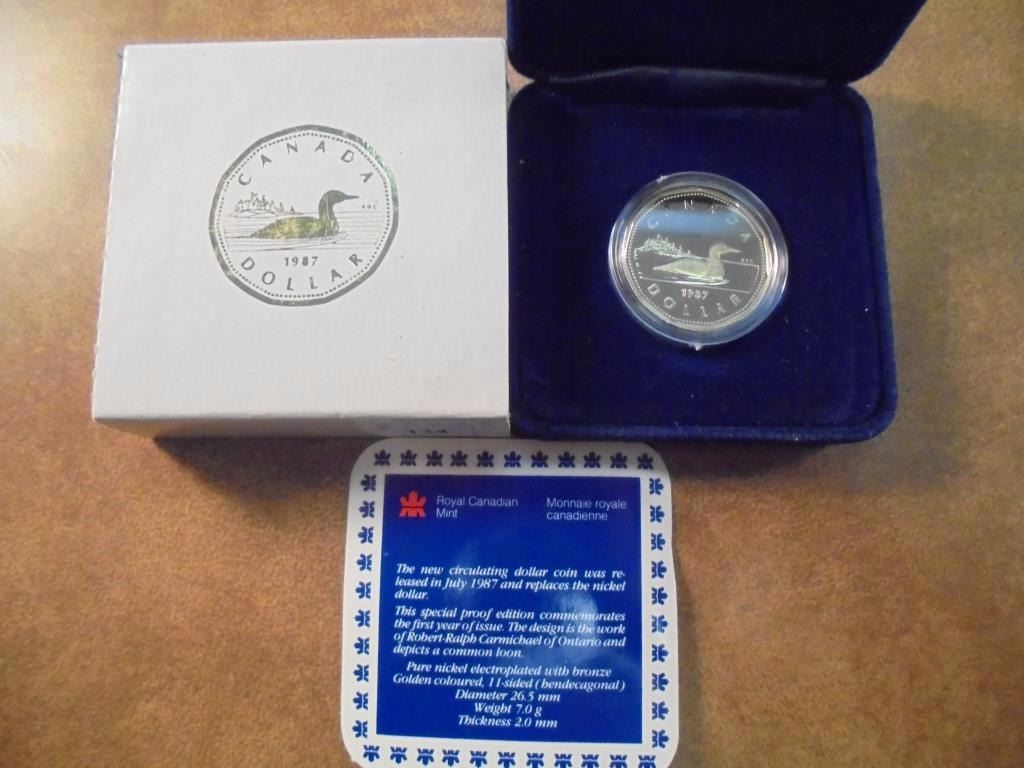 CANADA
1987
DOLLAR
CANADA
1987
DOLLAR
134
Royal Canadian
Mint
Monnaie royale
canadienne
The new circulating dollar coin was re-
leased in July 1987 and replaces the nickel
dollar.
This special proof edition commemorates
the first year of issue. The design is the work
of Robert-Ralph Carmichael of Ontario and
depicts a common loon.
Pure nickel electroplated with bronze
Golden coloured, 11-sided (hendecagonal)
Diameter 26.5 mm
Weight 7.0 g
Thickness 2.0 mm